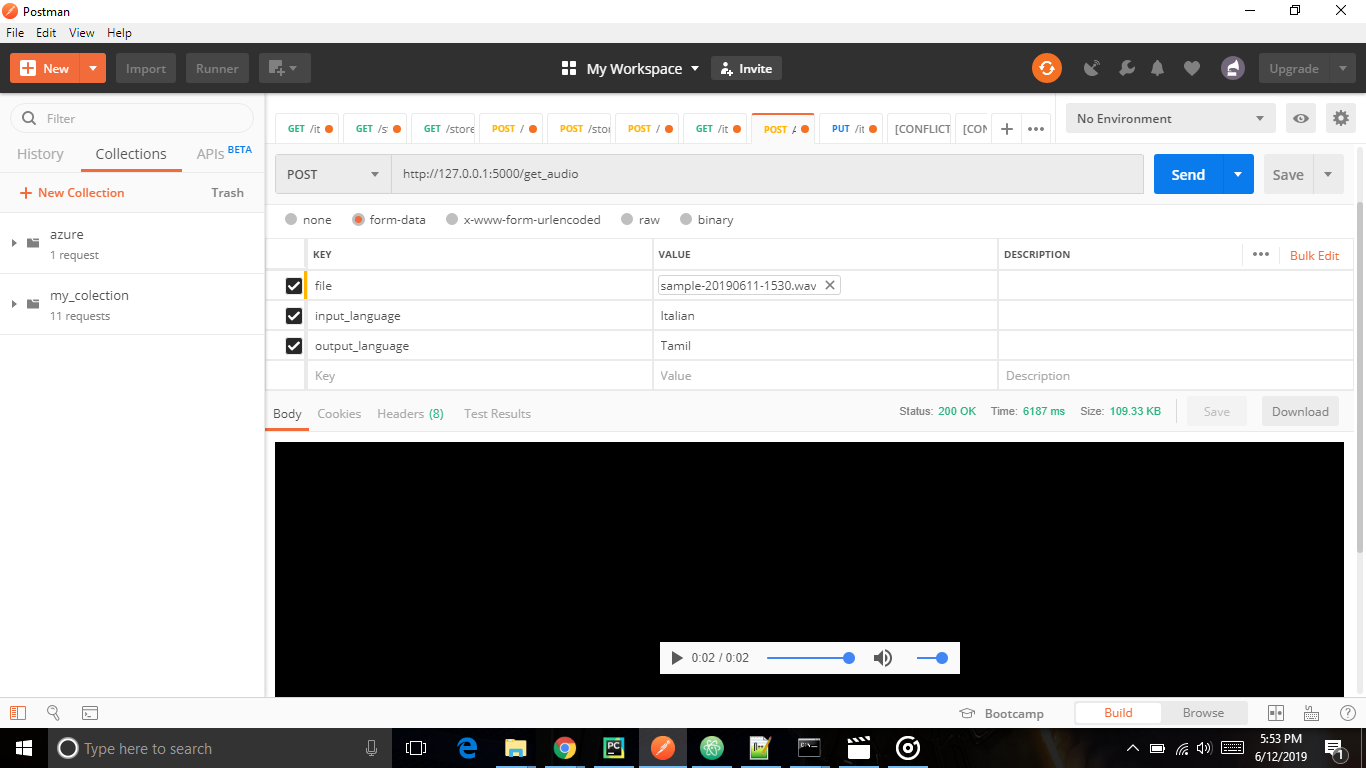 Postman
File Edit View Help
New Import Runner My Workspace Invite Upgrade
Filter
History Collections APIs BETA
New Collection Trash
azure
1 request
my_colection
11 requests
GET /it GET /s GET /store POST / POST /stor POST / GET /it POST PUT /it [CONFLICT [CON No Environment
POST http://127.0.0.1:5000/get_audio Send Save
none form-data x-www-form-urlencoded raw binary
KEY VALUE DESCRIPTION Bulk Edit
file sample-20190611-1530.wav
input_language Italian
output_language Tamil
Key Value Description
Body Cookies Headers (8) Test Results Status: 200 OK Time: 6187 ms Size: 109.33 KB Save Download
0:02 / 0:02
Bootcamp Build Browse
Type here to search
5:53 PM
6/12/2019
1